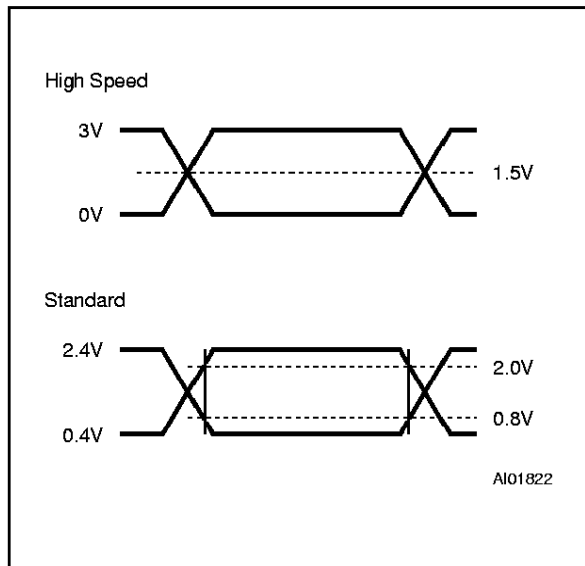 High Speed
3V
1.5V
0V
Standard
2.4V
2.0V
0.8V
0.4V
AI01822